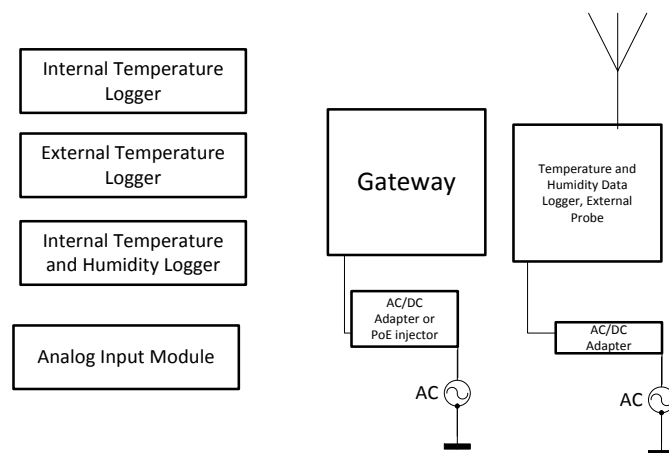 Internal Temperature
Logger
External Temperature
Logger
Internal Temperature
and Humidity Logger
Analog Input Module
Gateway
AC/DC
Adapter or
PoE injector
AC
Temperature and
Humidity Data
Logger, External
Probe
AC/DC
Adapter
AC